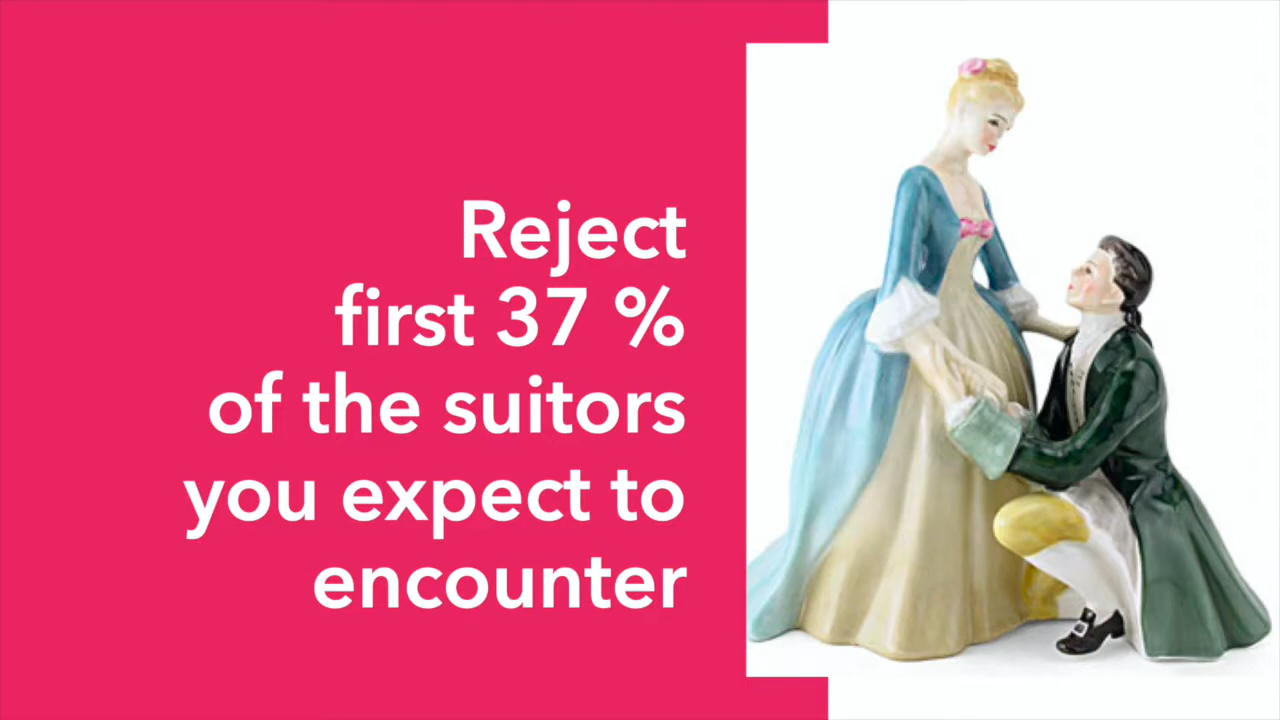 Reject
first 37 %
of the suitors
you expect to
encounter